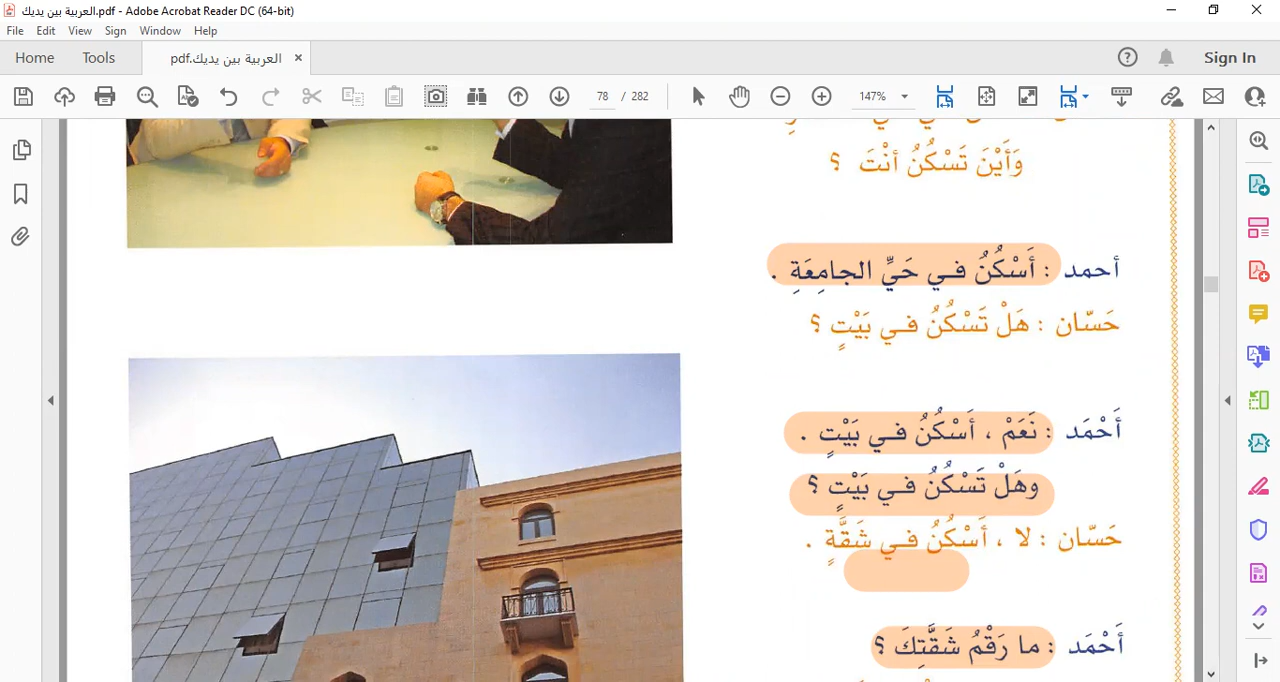 العربية بين يديك.pdf - Adobe Acrobat Reader DC (64-bit)
File Edit View Sign Window Help
Home Tools العربية بين يديك.pdf Sign In
78 / 282 147%
وَأَيْنَ تَسْكُنُ أَنْتَ ؟
أحمد : أَسْكُنُ فـي حَيِّ الجامِعَةِ .
حَسّان : هَلْ تَسْكُنُ فـي بَيْتٍ ؟
أَحْمَد : نَعَمْ ، أَسْكُنُ فـي بَيْتٍ .
وهَلْ تَسْكُنُ فـي بَيْتٍ ؟
حَسّان : لا ، أَسْكُنُ فـي شَقَّةٍ .
أَحْمَد : ما رَقْمُ شَقَّتِكَ ؟